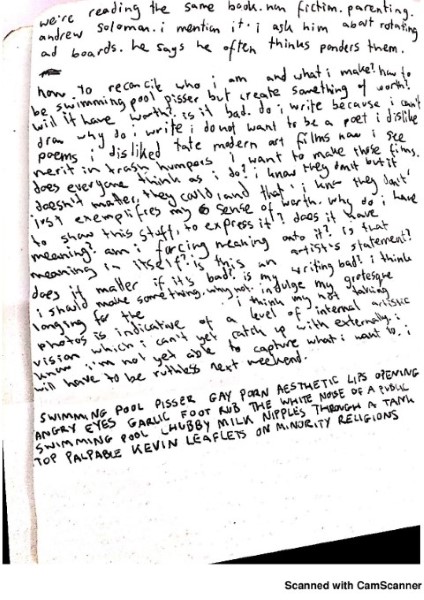 we're reading the same book. non fiction. parenting.
andrew solomon. i mention it. i ask him about rotating
ad boards. he says he often thinks ponders them.
how to reconcile who i am and what i make? how to
be swimming pool pisser but create something of worth?
will it have worth? is it bad. do i write because i can't
draw why do i write i do not want to be a poet i dislike
poems i disliked tate modern art films now i see
merit in trash humpers i want to make those films.
does everyone think as i do? i know they don't but it
doesn't matter, they could, and that i know they don't
just exemplifies my sense of worth. why do i have
to show this stuff, to express it? does it have
meaning? am i forcing meaning onto it? is that
meaning in itself? is this an artist's statement?
does it matter if it's bad? is my writing bad? i think
i should make something. why not. indulge my grotesque
longing for the i think my not taking
photos is indicative of a level of internal artistic
vision which i can't yet catch up with externally. i
know i'm not yet able to capture what i want to. i
will have to be ruthless next weekend.
SWIMMING POOL PISSER GAY PORN AESTHETIC LIPS OPENING
ANGRY EYES GARLIC FOOT RUB THE WHITE NOISE OF A PUBLIC
SWIMMING POOL CHUBBY MILK NIPPLES THROUGH A TANK
TOP PALPABLE KEVIN LEAFLETS ON MINORITY RELIGIONS
Scanned with CamScanner